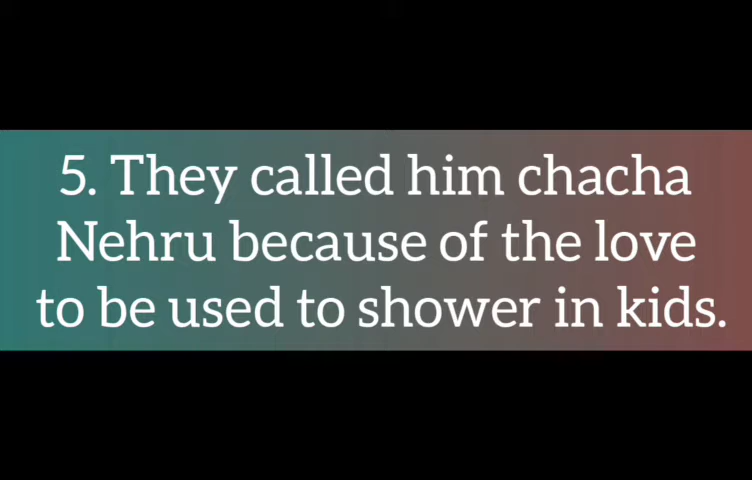 5. They called him chacha
Nehru because of the love
to be used to shower in kids.